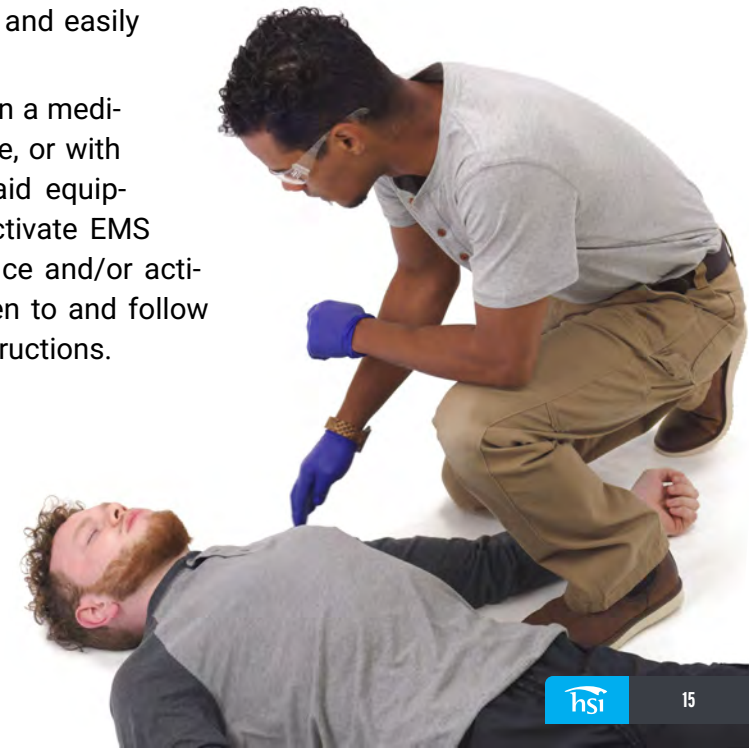 and easily
n a medi-
e, or with
aid equip-
ctivate EMS
ce and/or acti-
en to and follow
ructions.
hsi
15